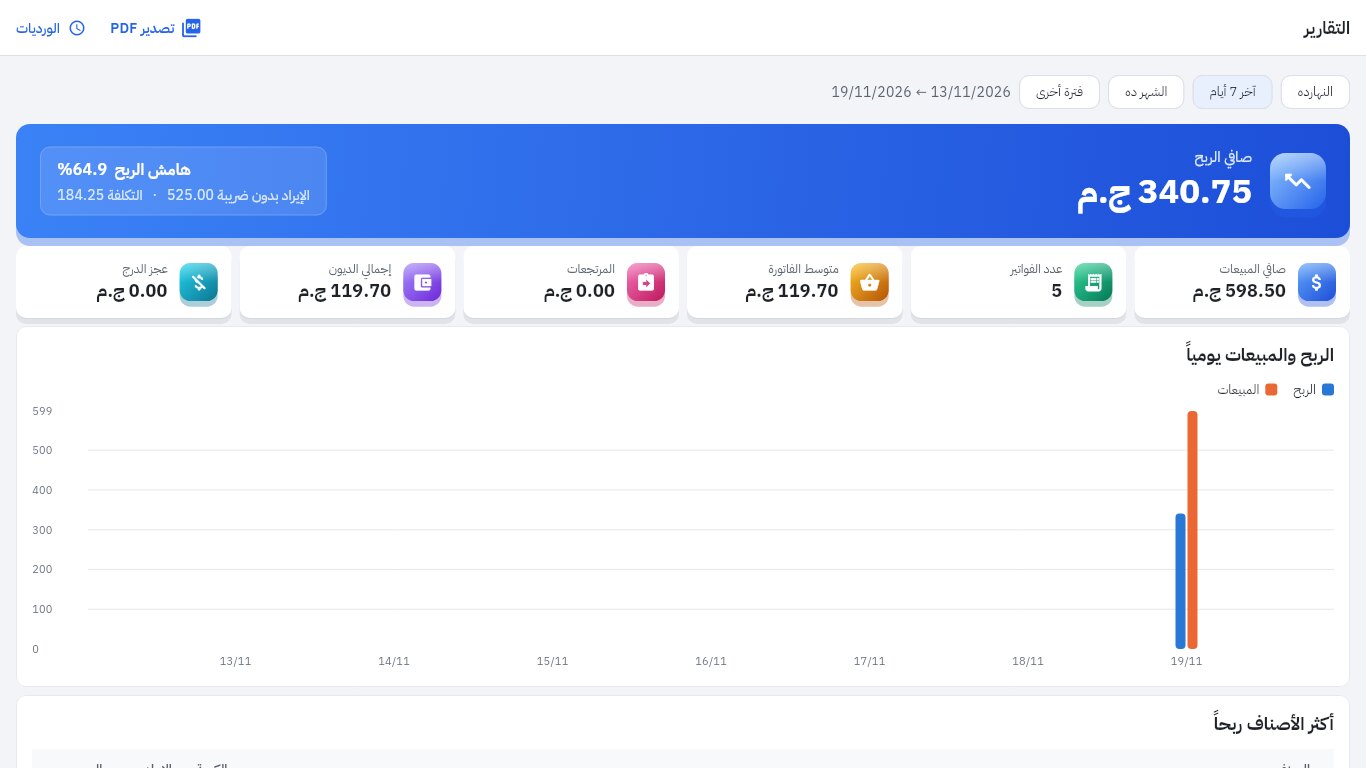 التقارير
تصدير PDF
الورديات
النهارده
آخر 7 أيام
الشهر ده
فترة أخرى
13/11/2026 ← 19/11/2026
صافي الربح
340.75 ج.م
هامش الربح 64.9%
الإيراد بدون ضريبة 525.00 · التكلفة 184.25
صافي المبيعات
598.50 ج.م
عدد الفواتير
5
متوسط الفاتورة
119.70 ج.م
المرتجعات
0.00 ج.م
إجمالي الديون
119.70 ج.م
عجز الدرج
0.00 ج.م
الربح والمبيعات يومياً
الربح
المبيعات
599
500
400
300
200
100
0
13/11
14/11
15/11
16/11
17/11
18/11
19/11
أكثر الأصناف ربحاً